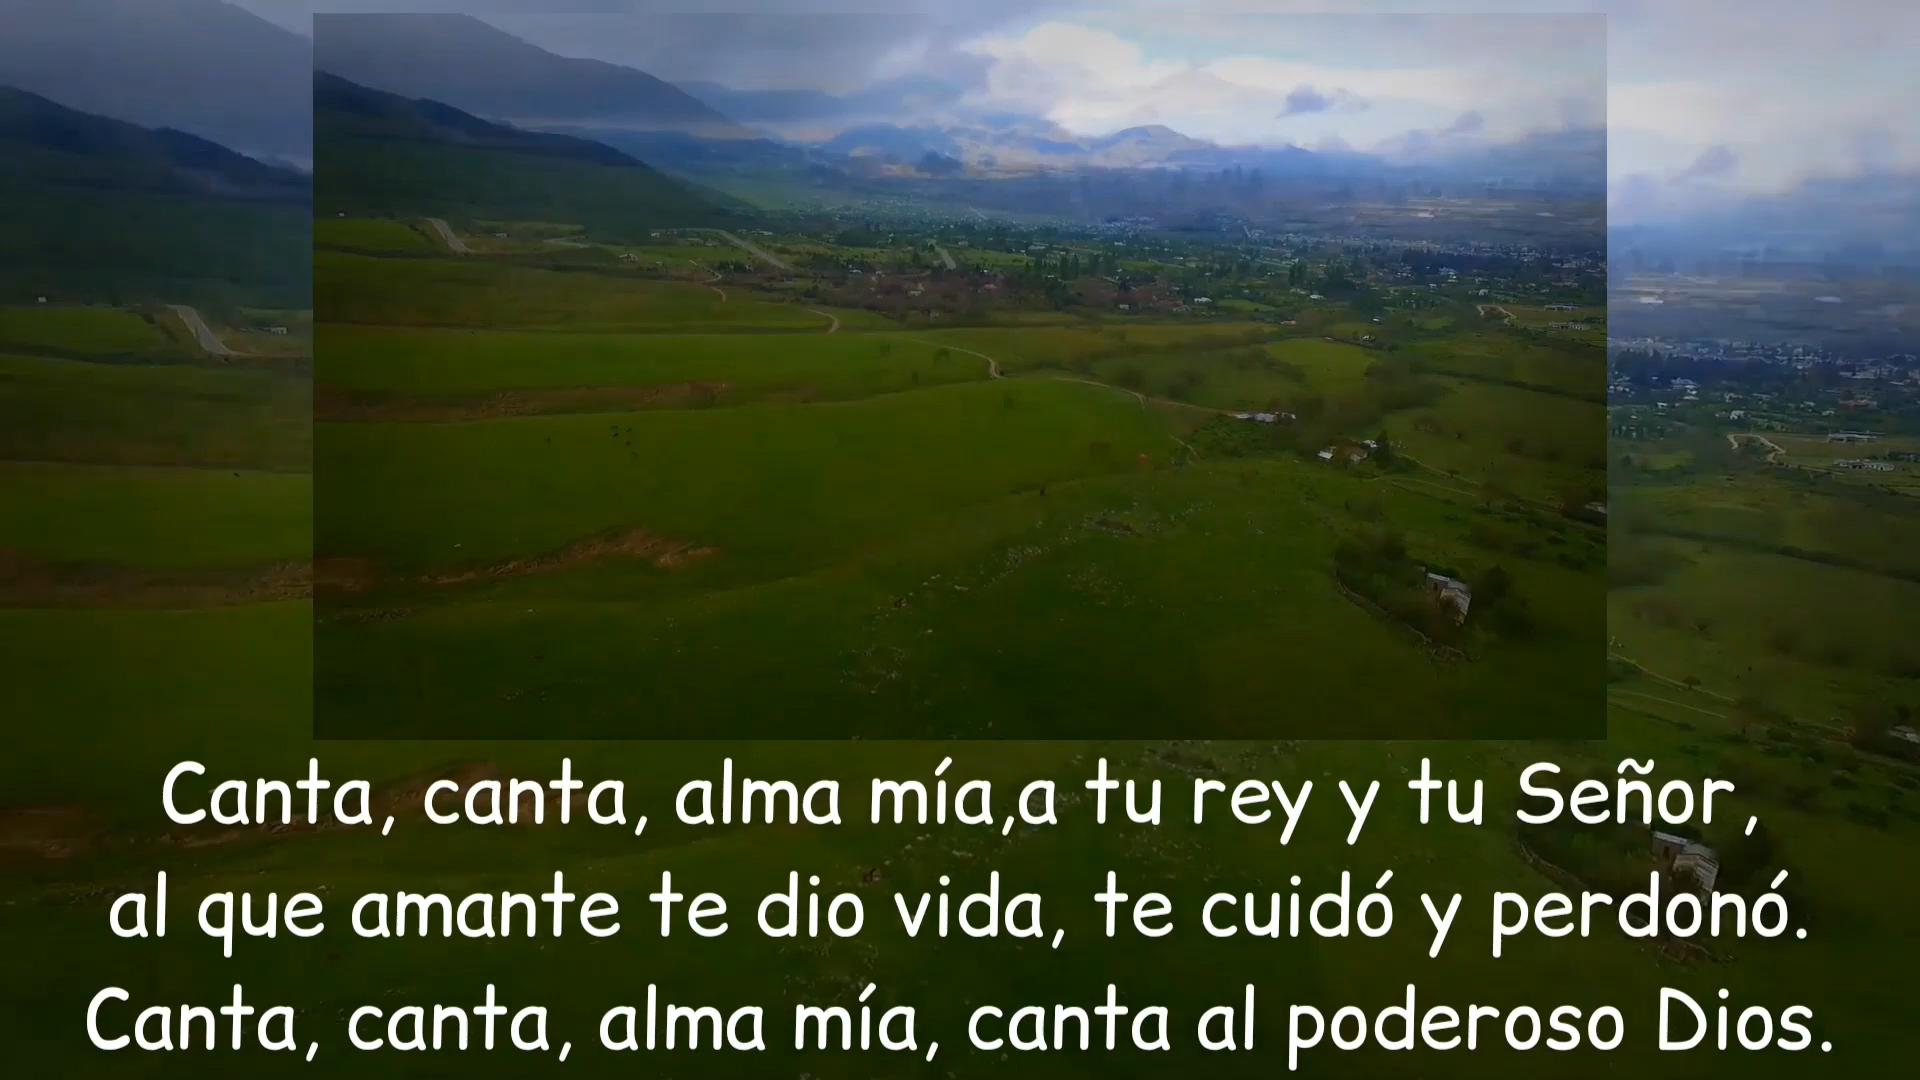 Canta, canta, alma mía,a tu rey y tu Señor,
al que amante te dio vida, te cuidó y perdonó.
Canta, canta, alma mía, canta al poderoso Dios.